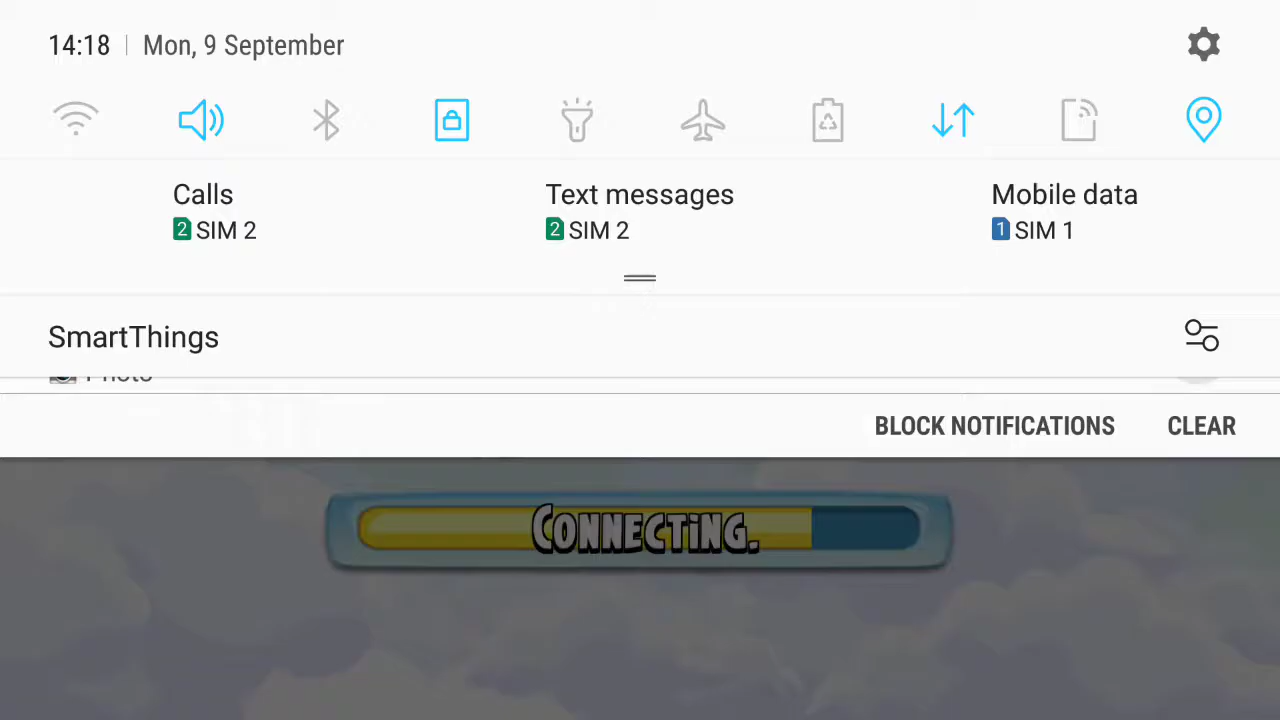 14:18 Mon, 9 September
Calls
2 SIM 2
Text messages
2 SIM 2
Mobile data
1 SIM 1
SmartThings
Photo
BLOCK NOTIFICATIONS CLEAR
CONNECTING.